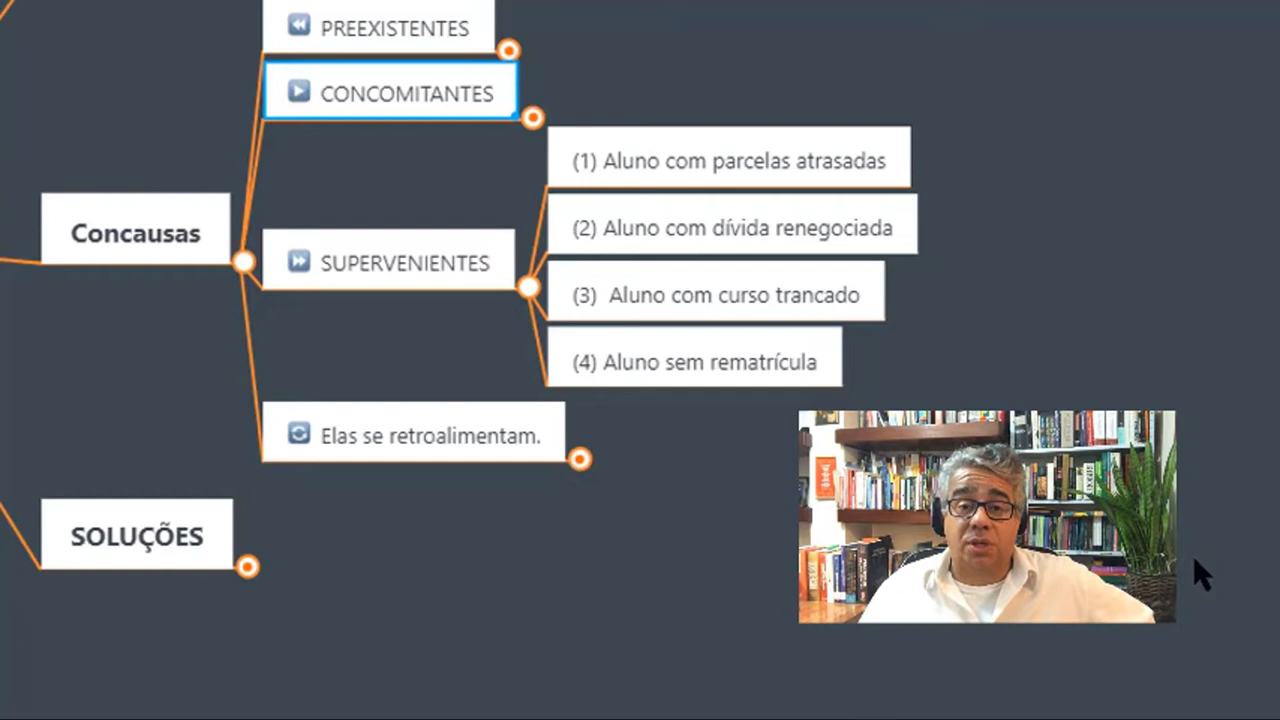 PREEXISTENTES
CONCOMITANTES
(1) Aluno com parcelas atrasadas
(2) Aluno com dívida renegociada
Concausas
SUPERVENIENTES
(3) Aluno com curso trancado
(4) Aluno sem rematrícula
Elas se retroalimentam.
SOLUÇÕES